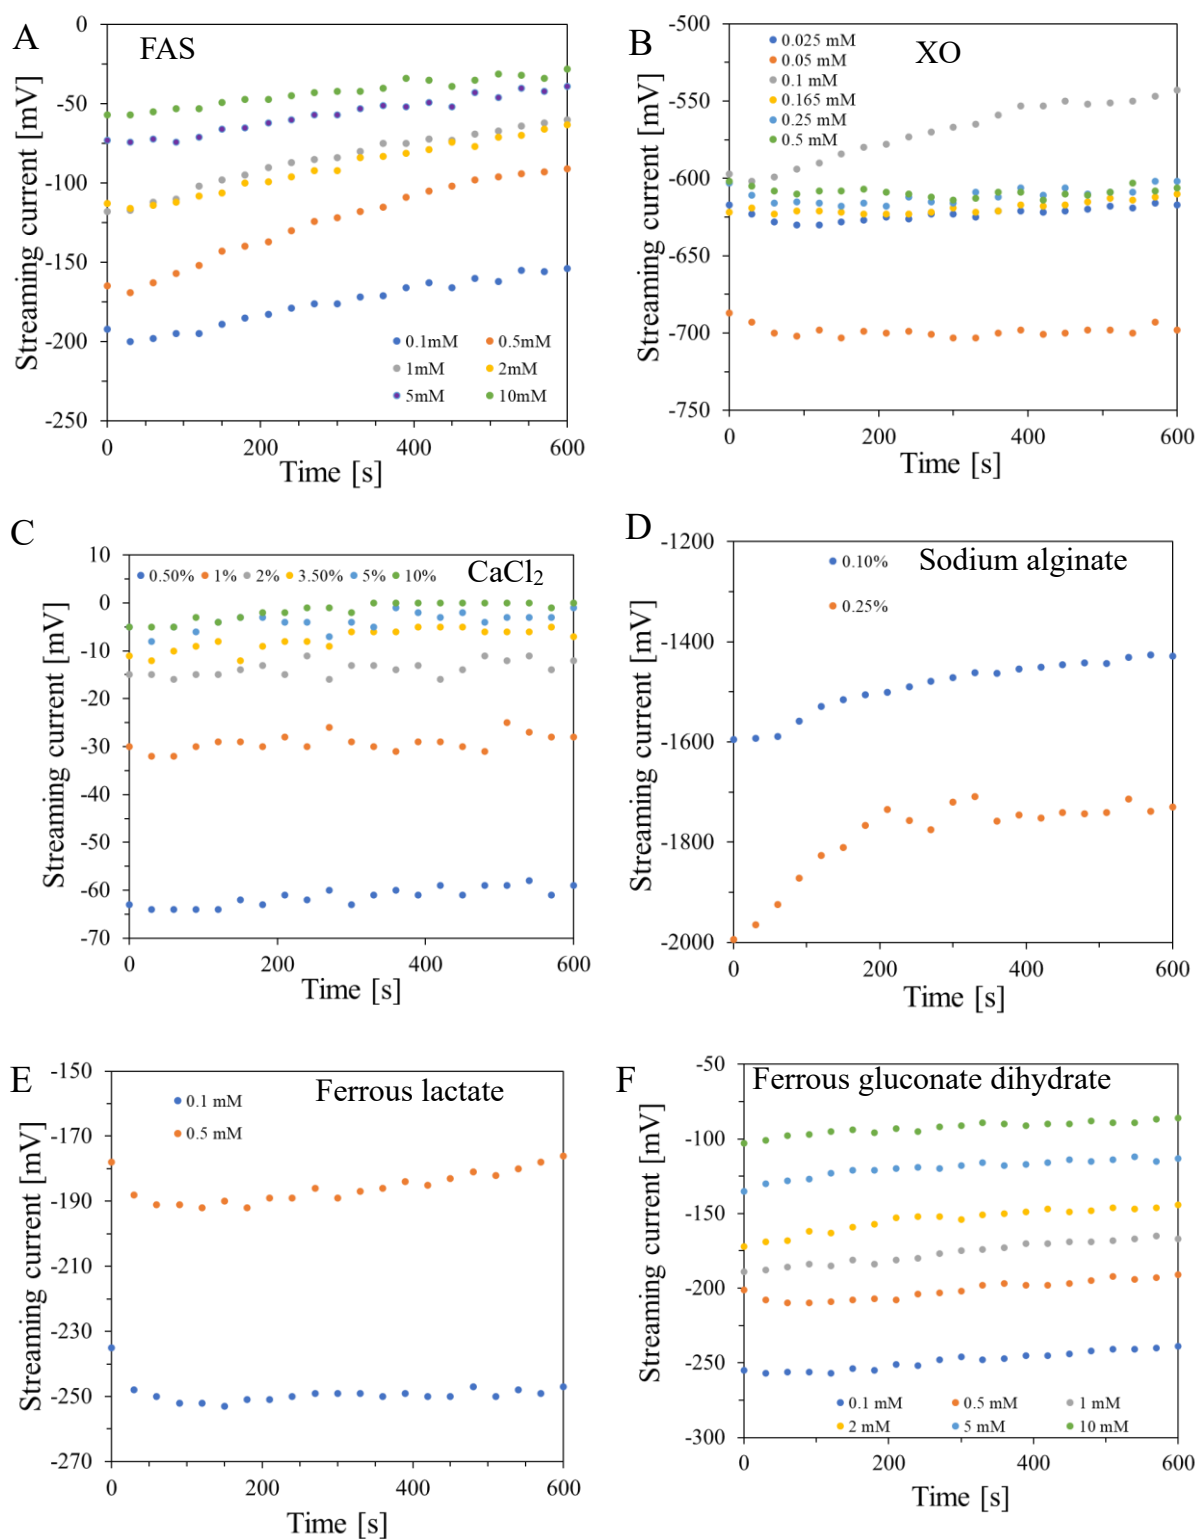 A
FAS
Streaming current [mV]
0
-50
-100
-150
-200
-250
0.1mM 0.5mM
1mM 2mM
5mM 10mM
0 200 400 600
Time [s]
B
XO
Streaming current [mV]
-500
-550
-600
-650
-700
-750
0.025 mM
0.05 mM
0.1 mM
0.165 mM
0.25 mM
0.5 mM
0 200 400 600
Time [s]
C
CaCl₂
Streaming current [mV]
10
0
-10
-20
-30
-40
-50
-60
-70
0.50% 1% 2% 3.50% 5% 10%
0 200 400 600
Time [s]
D
Sodium alginate
Streaming current [mV]
-1200
-1400
-1600
-1800
-2000
0.10%
0.25%
0 200 400 600
Time [s]
E
Ferrous lactate
Streaming current [mV]
-150
-170
-190
-210
-230
-250
-270
0.1 mM
0.5 mM
0 200 400 600
Time [s]
F
Ferrous gluconate dihydrate
Streaming current [mV]
-50
-100
-150
-200
-250
-300
0.1 mM 0.5 mM 1 mM
2 mM 5 mM 10 mM
0 200 400 600
Time [s]